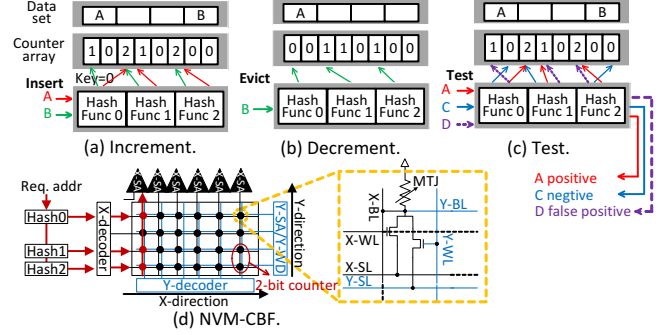 Data set
A B
A
A B
Counter array
1 0 2 1 0 2 0 0
0 0 1 1 0 1 0 0
1 0 2 1 0 2 0 0
Insert Key=0
A
B
Hash Func 0 Hash Func 1 Hash Func 2
(a) Increment.
Evict
B
Hash Func 0 Hash Func 1 Hash Func 2
(b) Decrement.
Test
A
C
D
Hash Func 0 Hash Func 1 Hash Func 2
(c) Test.
A positive
C negtive
D false positive
Req. addr
Hash0
Hash1
Hash2
X-decoder
Y-SA/Y-WD
Y-direction
Y-decoder
2-bit counter
X-direction
(d) NVM-CBF.
MTJ
X-BL
Y-BL
X-WL
Y-WL
X-SL
Y-SL